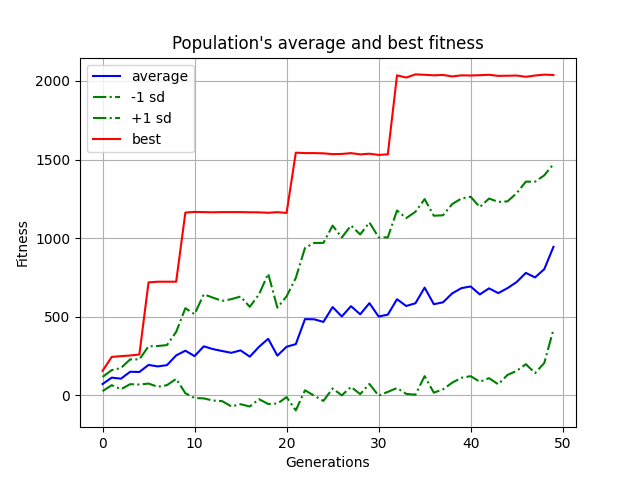 Population's average and best fitness
average
-1 sd
+1 sd
best
Fitness
2000
1500
1000
500
0
0 10 20 30 40 50
Generations